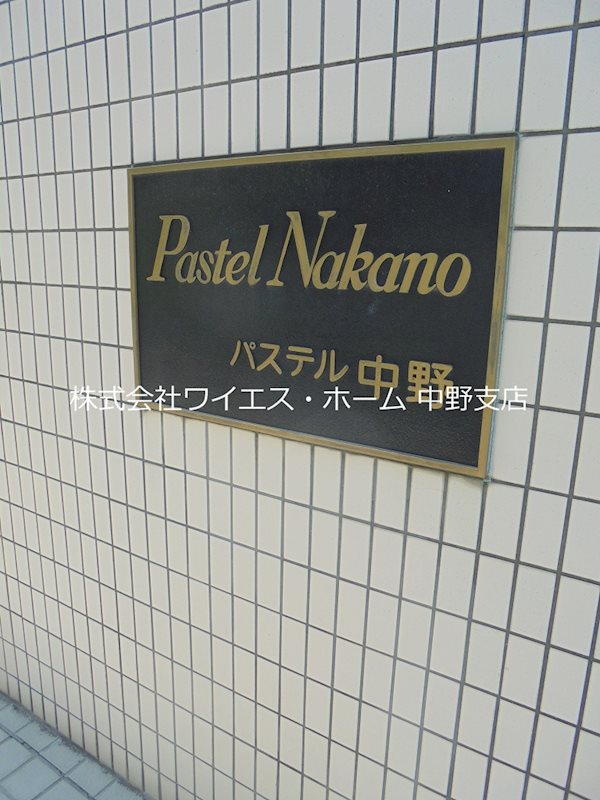 Pastel Nakano
パステル 中野
株式会社ワイエス・ホーム 中野支店